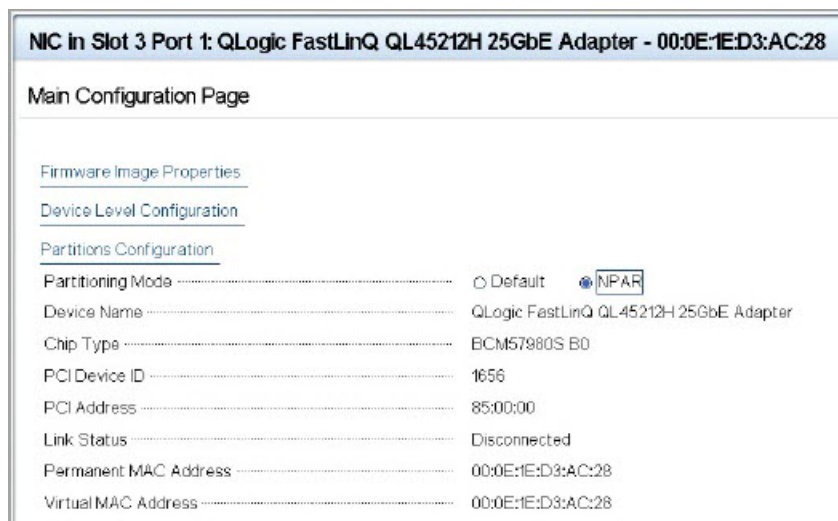 NIC in Slot 3 Port 1: QLogic FastLinQ QL45212H 25GbE Adapter - 00:0E:1E:D3:AC:28
Main Configuration Page
Firmware Image Properties
Device Level Configuration
Partitions Configuration
Partitioning Mode Default NPAR
Device Name QLogic FastLinQ QL45212H 25GbE Adapter
Chip Type BCM57980S B0
PCI Device ID 1656
PCI Address 85:00:00
Link Status Disconnected
Permanent MAC Address 00:0E:1E:D3:AC:28
Virtual MAC Address 00:0E:1E:D3:AC:28